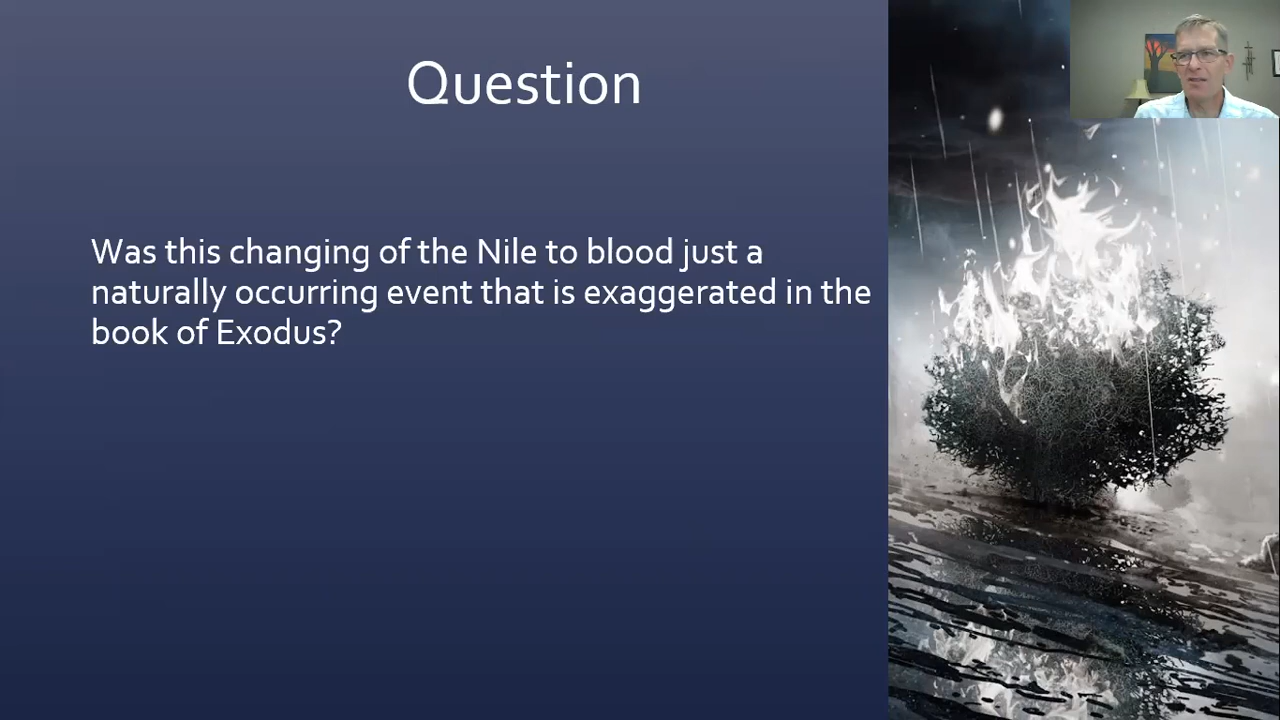 Question
Was this changing of the Nile to blood just a
naturally occurring event that is exaggerated in the
book of Exodus?